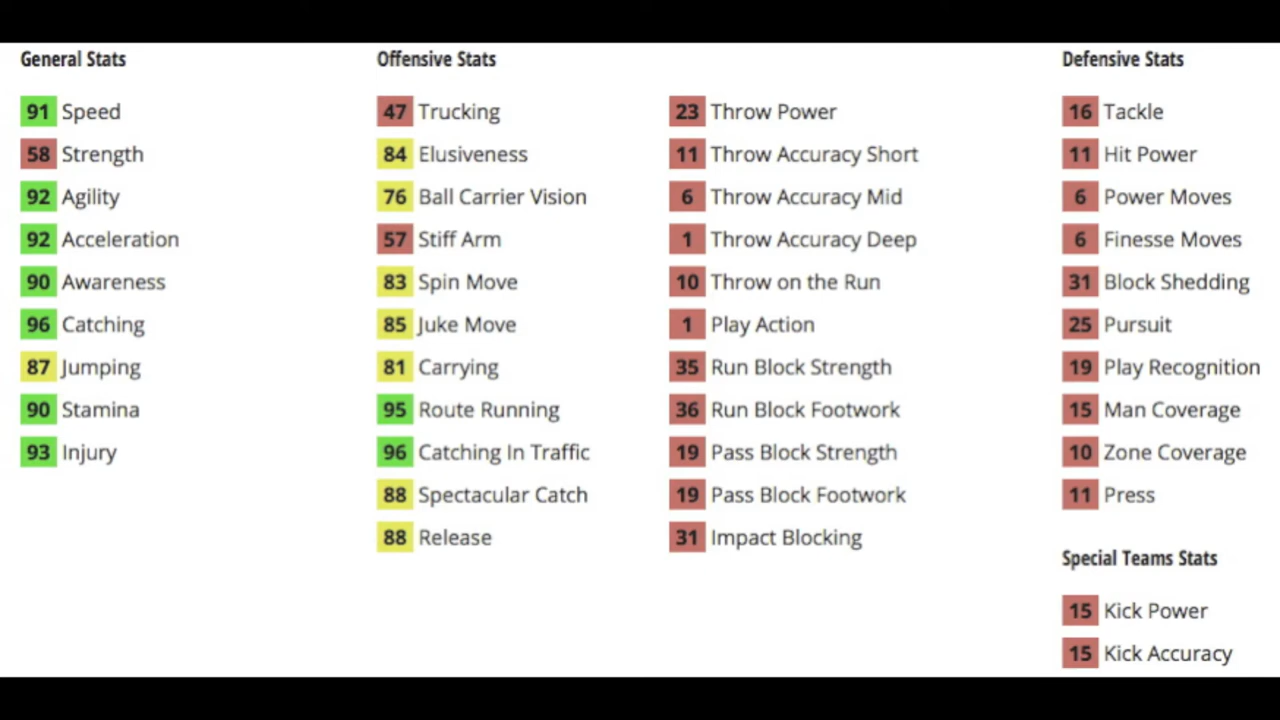 General Stats
91 Speed
58 Strength
92 Agility
92 Acceleration
90 Awareness
96 Catching
87 Jumping
90 Stamina
93 Injury
Offensive Stats
47 Trucking
84 Elusiveness
76 Ball Carrier Vision
57 Stiff Arm
83 Spin Move
85 Juke Move
81 Carrying
95 Route Running
96 Catching In Traffic
88 Spectacular Catch
88 Release
23 Throw Power
11 Throw Accuracy Short
6 Throw Accuracy Mid
1 Throw Accuracy Deep
10 Throw on the Run
1 Play Action
35 Run Block Strength
36 Run Block Footwork
19 Pass Block Strength
19 Pass Block Footwork
31 Impact Blocking
Defensive Stats
16 Tackle
11 Hit Power
6 Power Moves
6 Finesse Moves
31 Block Shedding
25 Pursuit
19 Play Recognition
15 Man Coverage
10 Zone Coverage
11 Press
Special Teams Stats
15 Kick Power
15 Kick Accuracy